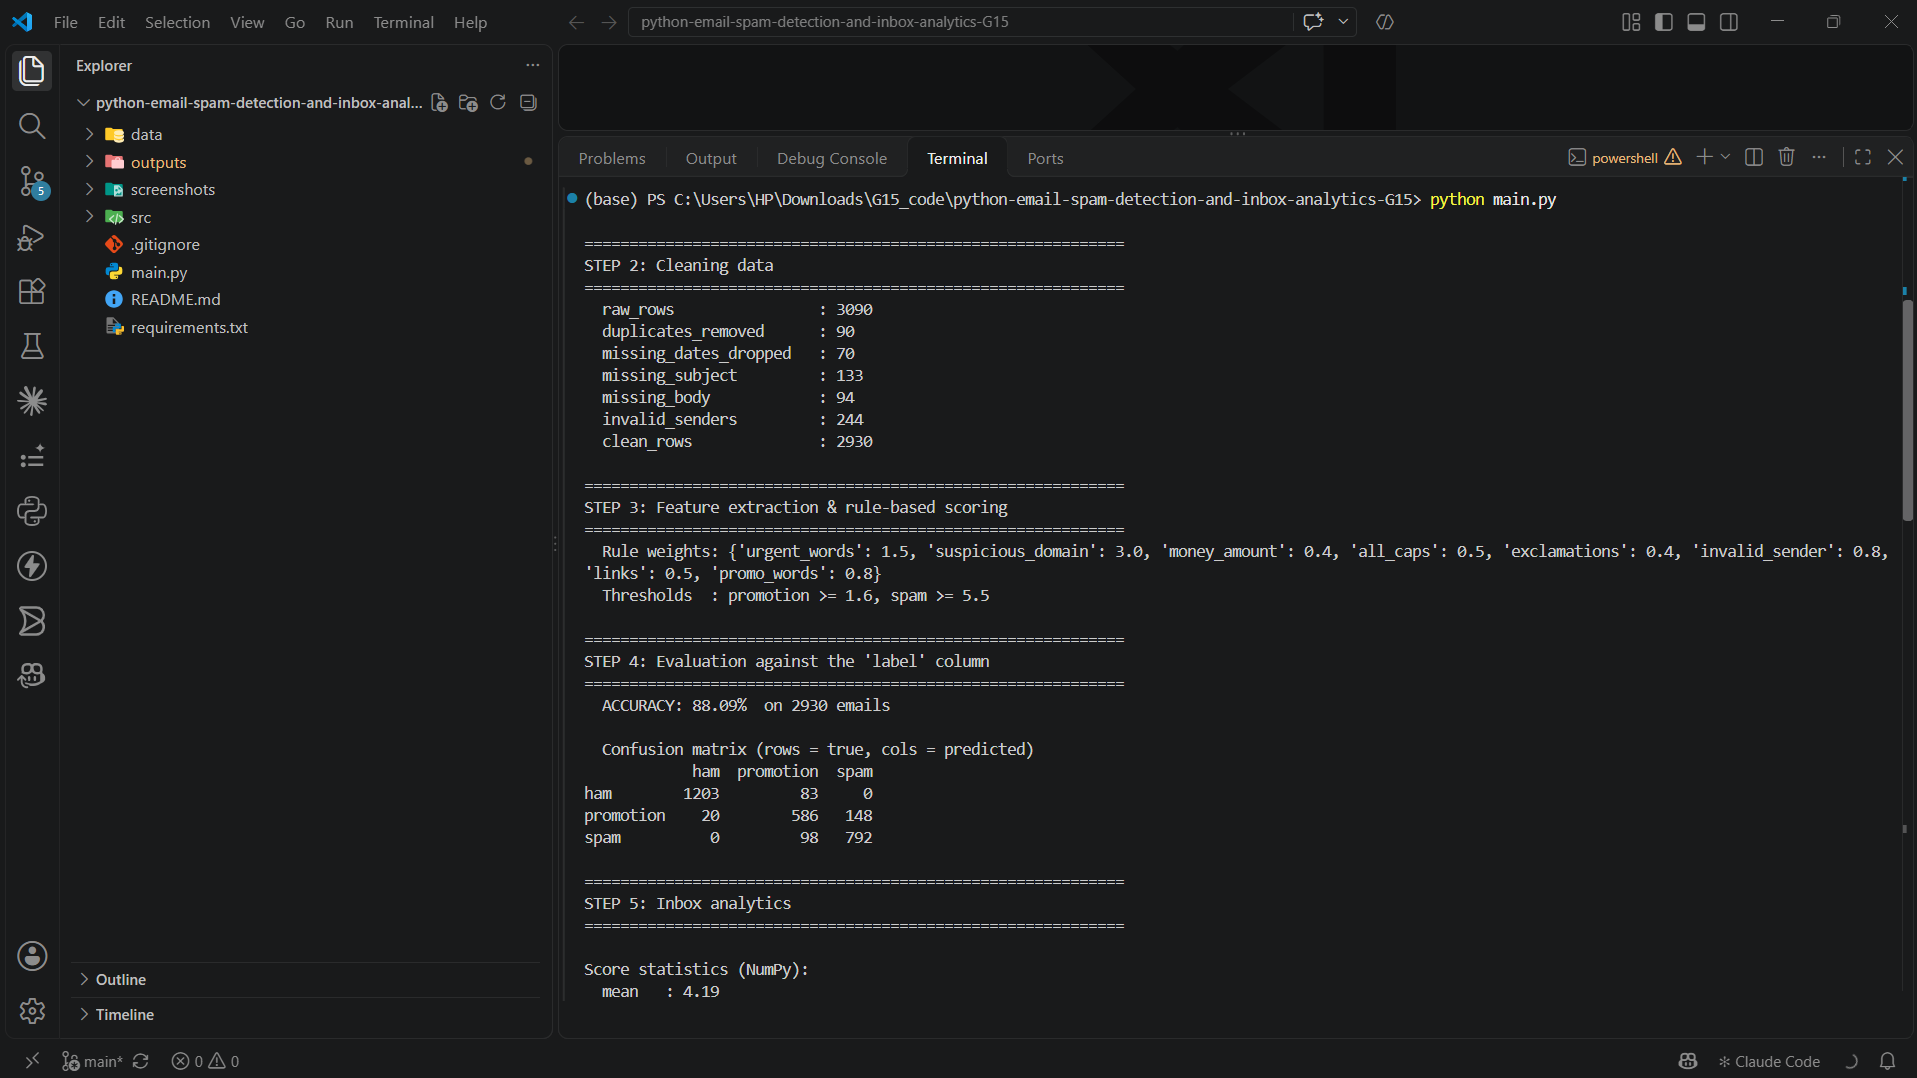 File Edit Selection View Go Run Terminal Help
python-email-spam-detection-and-inbox-analytics-G15
Explorer
python-email-spam-detection-and-inbox-anal...
data
outputs
screenshots
src
.gitignore
main.py
README.md
requirements.txt
5
Outline
Timeline
Problems Output Debug Console Terminal Ports
powershell
(base) PS C:\Users\HP\Downloads\G15_code\python-email-spam-detection-and-inbox-analytics-G15> python main.py
============================================================
STEP 2: Cleaning data
============================================================
raw_rows : 3090
duplicates_removed : 90
missing_dates_dropped : 70
missing_subject : 133
missing_body : 94
invalid_senders : 244
clean_rows : 2930
============================================================
STEP 3: Feature extraction & rule-based scoring
============================================================
Rule weights: {'urgent_words': 1.5, 'suspicious_domain': 3.0, 'money_amount': 0.4, 'all_caps': 0.5, 'exclamations': 0.4, 'invalid_sender': 0.8,
'links': 0.5, 'promo_words': 0.8}
Thresholds : promotion >= 1.6, spam >= 5.5
============================================================
STEP 4: Evaluation against the 'label' column
============================================================
ACCURACY: 88.09% on 2930 emails
Confusion matrix (rows = true, cols = predicted)
ham promotion spam
ham 1203 83 0
promotion 20 586 148
spam 0 98 792
============================================================
STEP 5: Inbox analytics
============================================================
Score statistics (NumPy):
mean : 4.19
main* 0 0
Claude Code